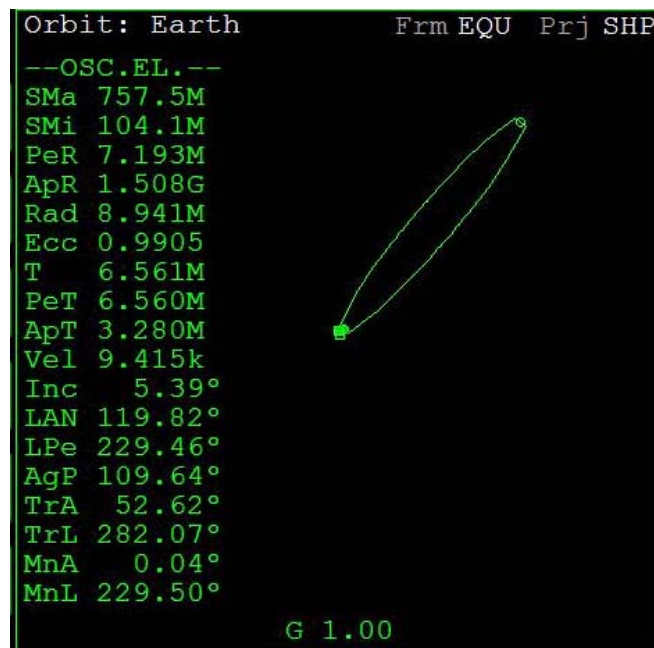 Orbit: Earth Frm EQU Prj SHP
--OSC.EL.--
SMa 757.5M
SMi 104.1M
PeR 7.193M
ApR 1.508G
Rad 8.941M
Ecc 0.9905
T 6.561M
PeT 6.560M
ApT 3.280M
Vel 9.415k
Inc 5.39°
LAN 119.82°
LPe 229.46°
AgP 109.64°
TrA 52.62°
TrL 282.07°
MnA 0.04°
MnL 229.50°
G 1.00